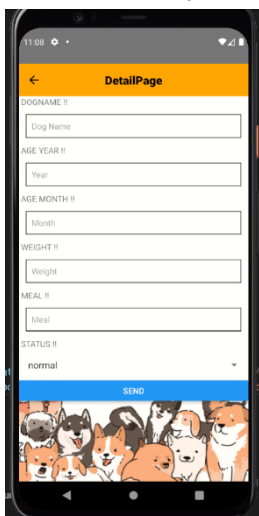 11:08
DetailPage
DOGNAME !!
Dog Name
AGE YEAR !!
Year
AGE MONTH !!
Month
WEIGHT !!
Weight
MEAL !!
Meal
STATUS !!
normal
SEND